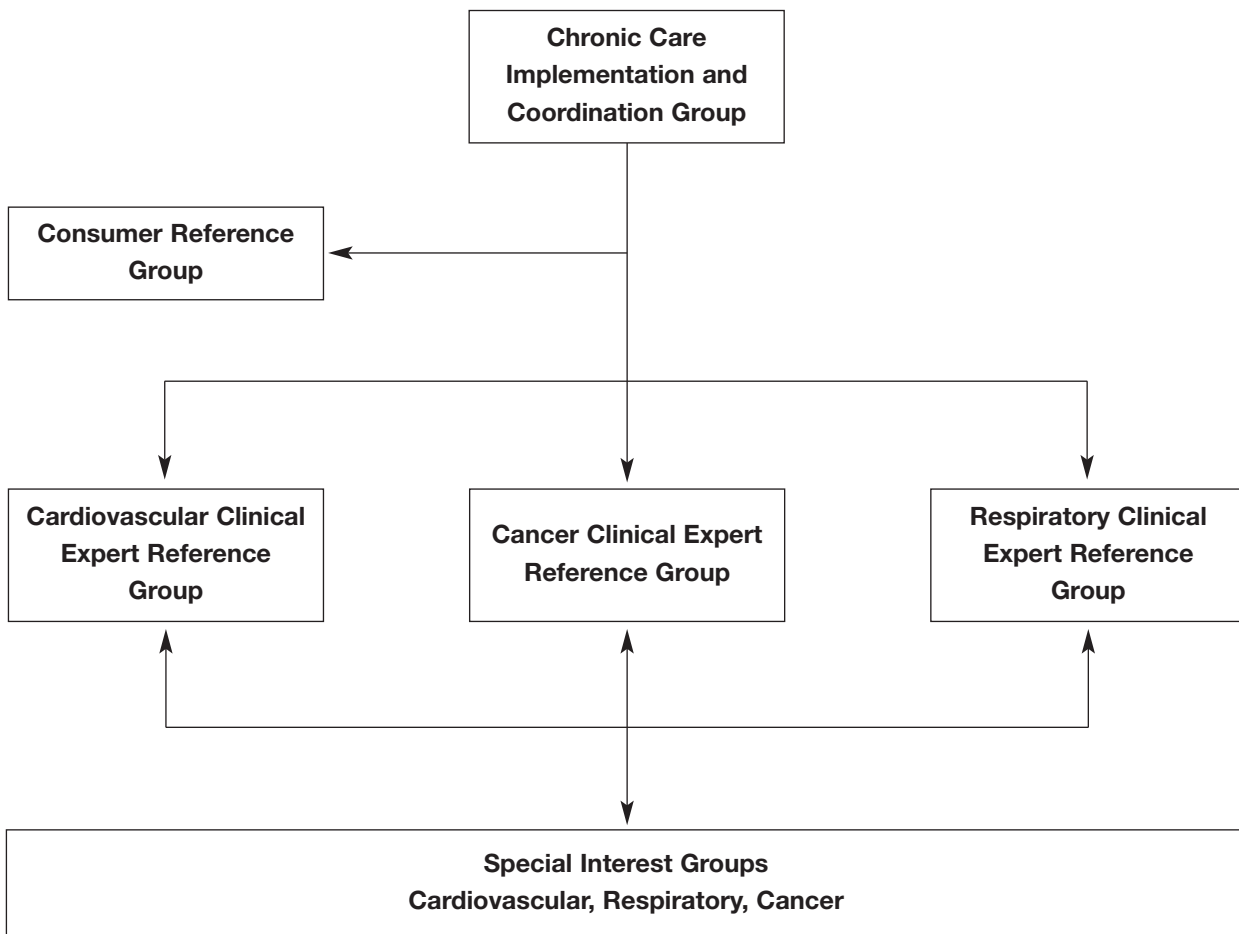 Chronic Care
Implementation and
Coordination Group
Consumer Reference
Group
Cardiovascular Clinical
Expert Reference
Group
Cancer Clinical Expert
Reference Group
Respiratory Clinical
Expert Reference
Group
Special Interest Groups
Cardiovascular, Respiratory, Cancer